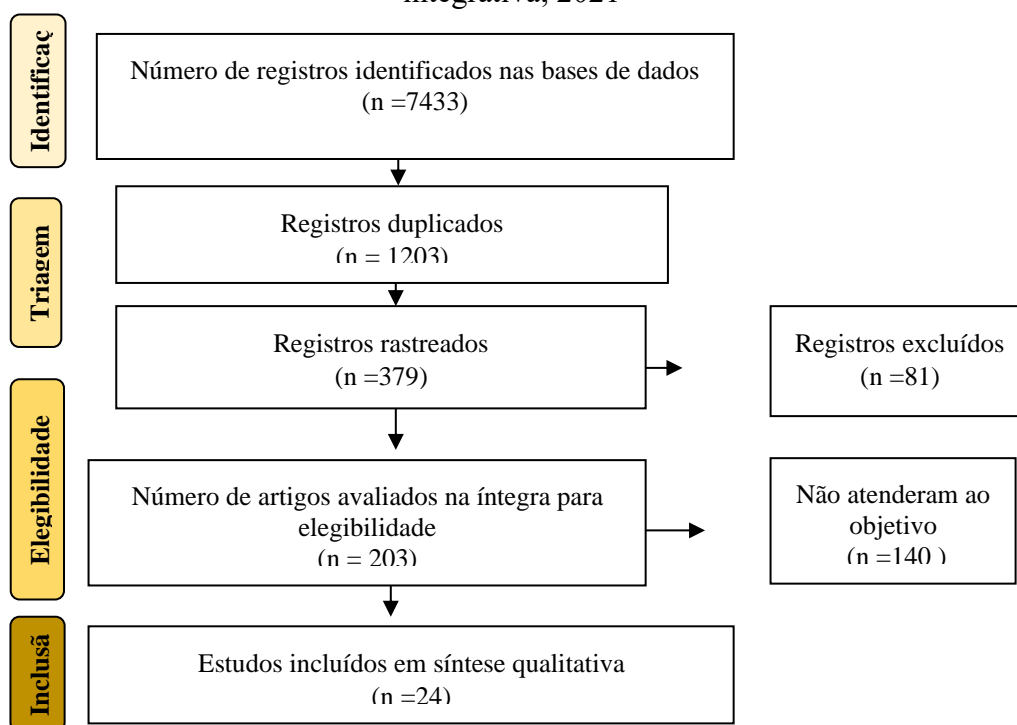 integrativa, 2021
Identificaç
Número de registros identificados nas bases de dados
(n =7433)
Triagem
Registros duplicados
(n = 1203)
Registros rastreados
(n =379)
Registros excluídos
(n =81)
Elegibilidade
Número de artigos avaliados na íntegra para
elegibilidade
(n = 203)
Não atenderam ao
objetivo
(n =140 )
Inclusã
Estudos incluídos em síntese qualitativa
(n =24)